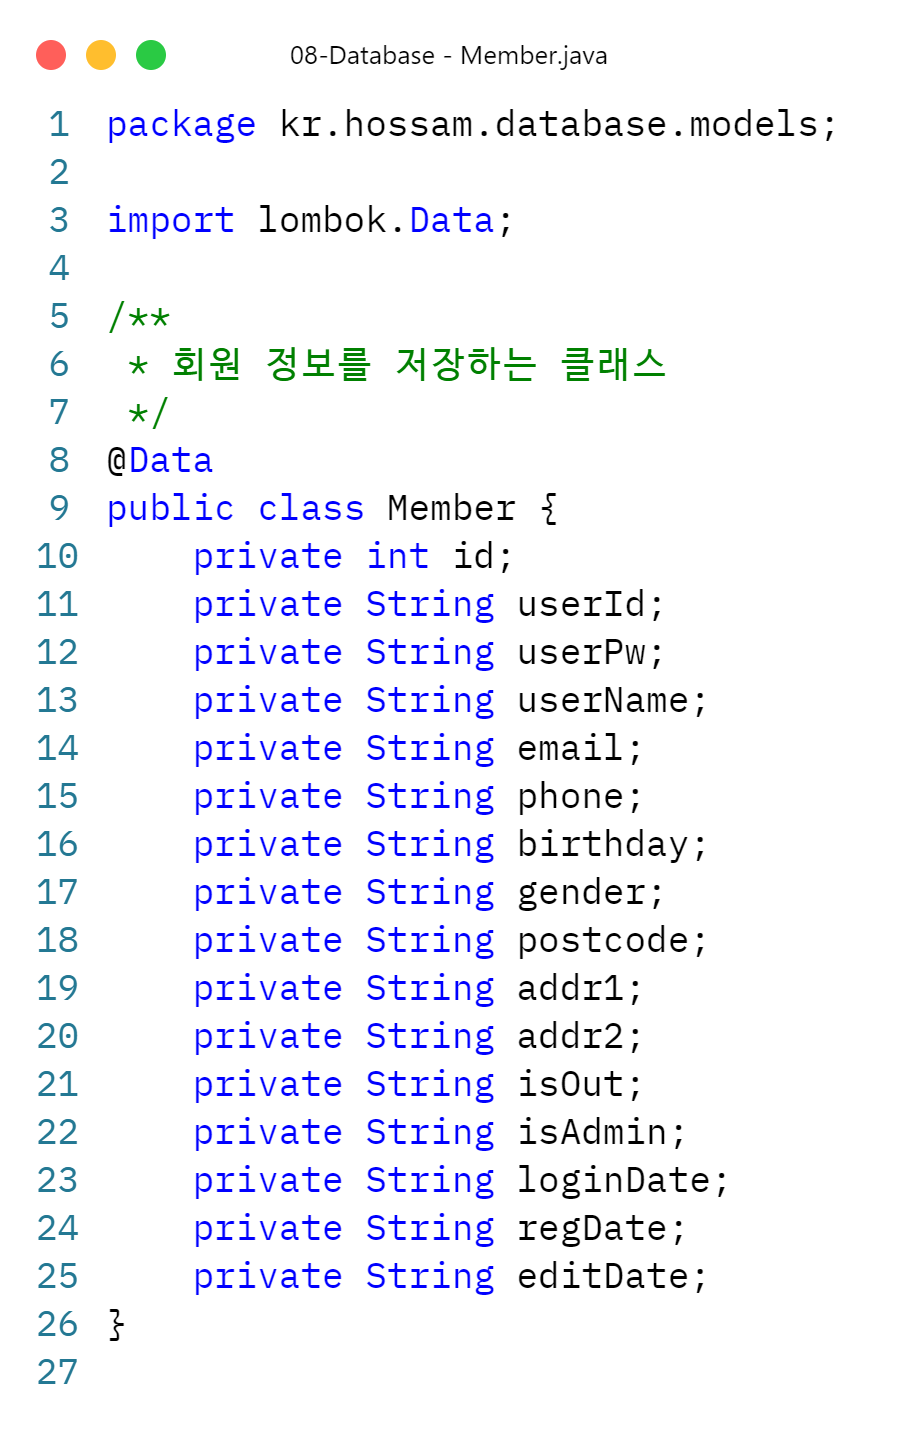 08-Database - Member.java
1 package kr.hossam.database.models;
2
3 import lombok.Data;
4
5 /**
6  * 회원 정보를 저장하는 클래스
7  */
8 @Data
9 public class Member {
10     private int id;
11     private String userId;
12     private String userPw;
13     private String userName;
14     private String email;
15     private String phone;
16     private String birthday;
17     private String gender;
18     private String postcode;
19     private String addr1;
20     private String addr2;
21     private String isOut;
22     private String isAdmin;
23     private String loginDate;
24     private String regDate;
25     private String editDate;
26 }
27